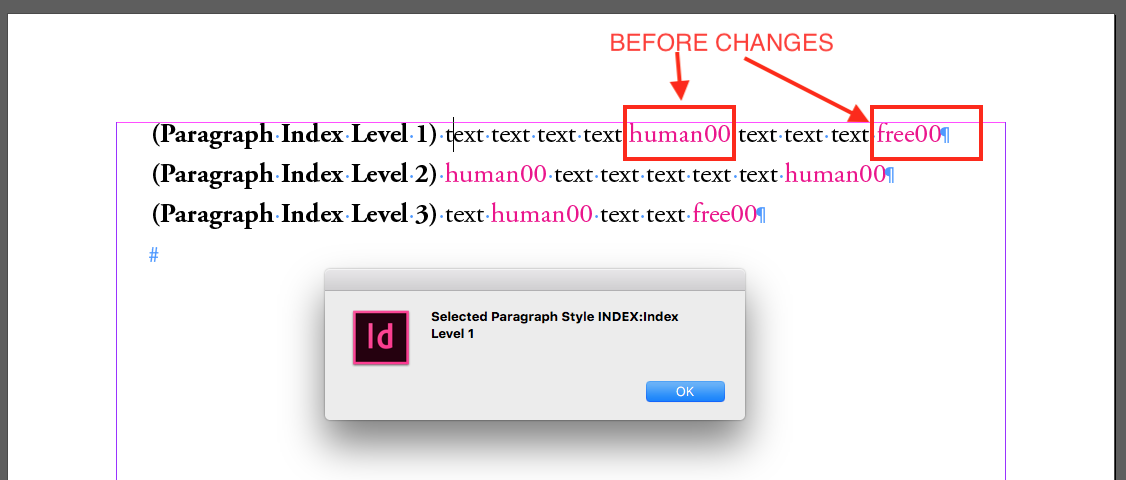 BEFORE CHANGES
(Paragraph Index Level 1) text text text text human00 text text text free00¶
(Paragraph Index Level 2) human00 text text text text text human00¶
(Paragraph Index Level 3) text human00 text text free00¶
#
Id
Selected Paragraph Style INDEX:Index
Level 1
OK